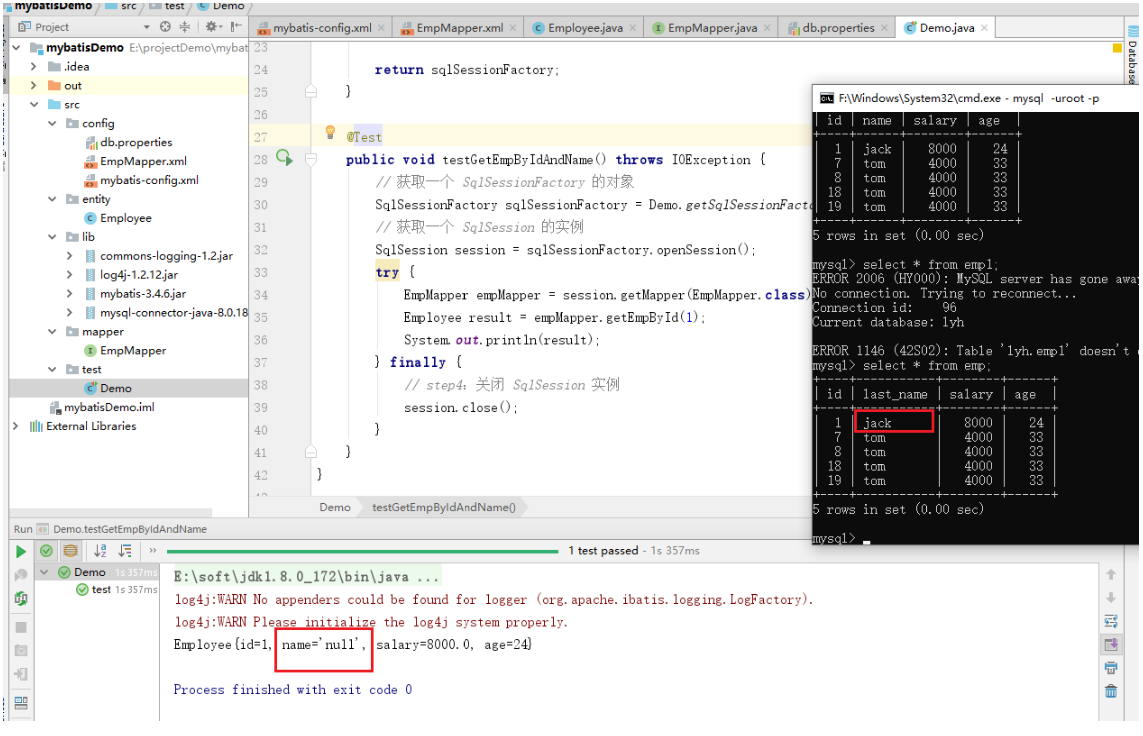 mybatisDemo src test Demo
Project
mybatis-config.xml EmpMapper.xml Employee.java EmpMapper.java db.properties Demo.java
mybatisDemo E:\projectDemo\mybat
.idea
out
src
config
db.properties
EmpMapper.xml
mybatis-config.xml
entity
Employee
lib
commons-logging-1.2.jar
log4j-1.2.12.jar
mybatis-3.4.6.jar
mysql-connector-java-8.0.18
mapper
EmpMapper
test
Demo
mybatisDemo.iml
External Libraries
23
24 return sqlSessionFactory;
25 }
26
27 @Test
28 public void testGetEmpByIdAndName() throws IOException {
29 // 获取一个 SqlSessionFactory 的对象
30 SqlSessionFactory sqlSessionFactory = Demo.getSqlSessionFacto
31 // 获取一个 SqlSession 的实例
32 SqlSession session = sqlSessionFactory.openSession();
33 try {
34 EmpMapper empMapper = session.getMapper(EmpMapper.class)
35 Employee result = empMapper.getEmpById(1);
36 System.out.println(result);
37 } finally {
38 // step4: 关闭 SqlSession 实例
39 session.close();
40 }
41 }
42 }
Demo testGetEmpByIdAndName()
Database
F:\Windows\System32\cmd.exe - mysql -uroot -p
| id | name | salary | age |
+----+------+--------+------+
| 1 | jack | 8000 | 24 |
| 7 | tom | 4000 | 33 |
| 8 | tom | 4000 | 33 |
| 18 | tom | 4000 | 33 |
| 19 | tom | 4000 | 33 |
+----+------+--------+------+
5 rows in set (0.00 sec)
mysql> select * from emp1;
ERROR 2006 (HY000): MySQL server has gone away
No connection. Trying to reconnect...
Connection id: 96
Current database: lyh
ERROR 1146 (42S02): Table 'lyh.emp1' doesn't
mysql> select * from emp;
+----+-----------+--------+------+
| id | last_name | salary | age |
+----+-----------+--------+------+
| 1 | jack | 8000 | 24 |
| 7 | tom | 4000 | 33 |
| 8 | tom | 4000 | 33 |
| 18 | tom | 4000 | 33 |
| 19 | tom | 4000 | 33 |
+----+-----------+--------+------+
5 rows in set (0.00 sec)
mysql>
Run Demo.testGetEmpByIdAndName
1 test passed - 1s 357ms
Demo 1s 357ms
test 1s 357ms
E:\soft\jdk1.8.0_172\bin\java ...
log4j:WARN No appenders could be found for logger (org.apache.ibatis.logging.LogFactory).
log4j:WARN Please initialize the log4j system properly.
Employee{id=1, name='null', salary=8000.0, age=24}
Process finished with exit code 0